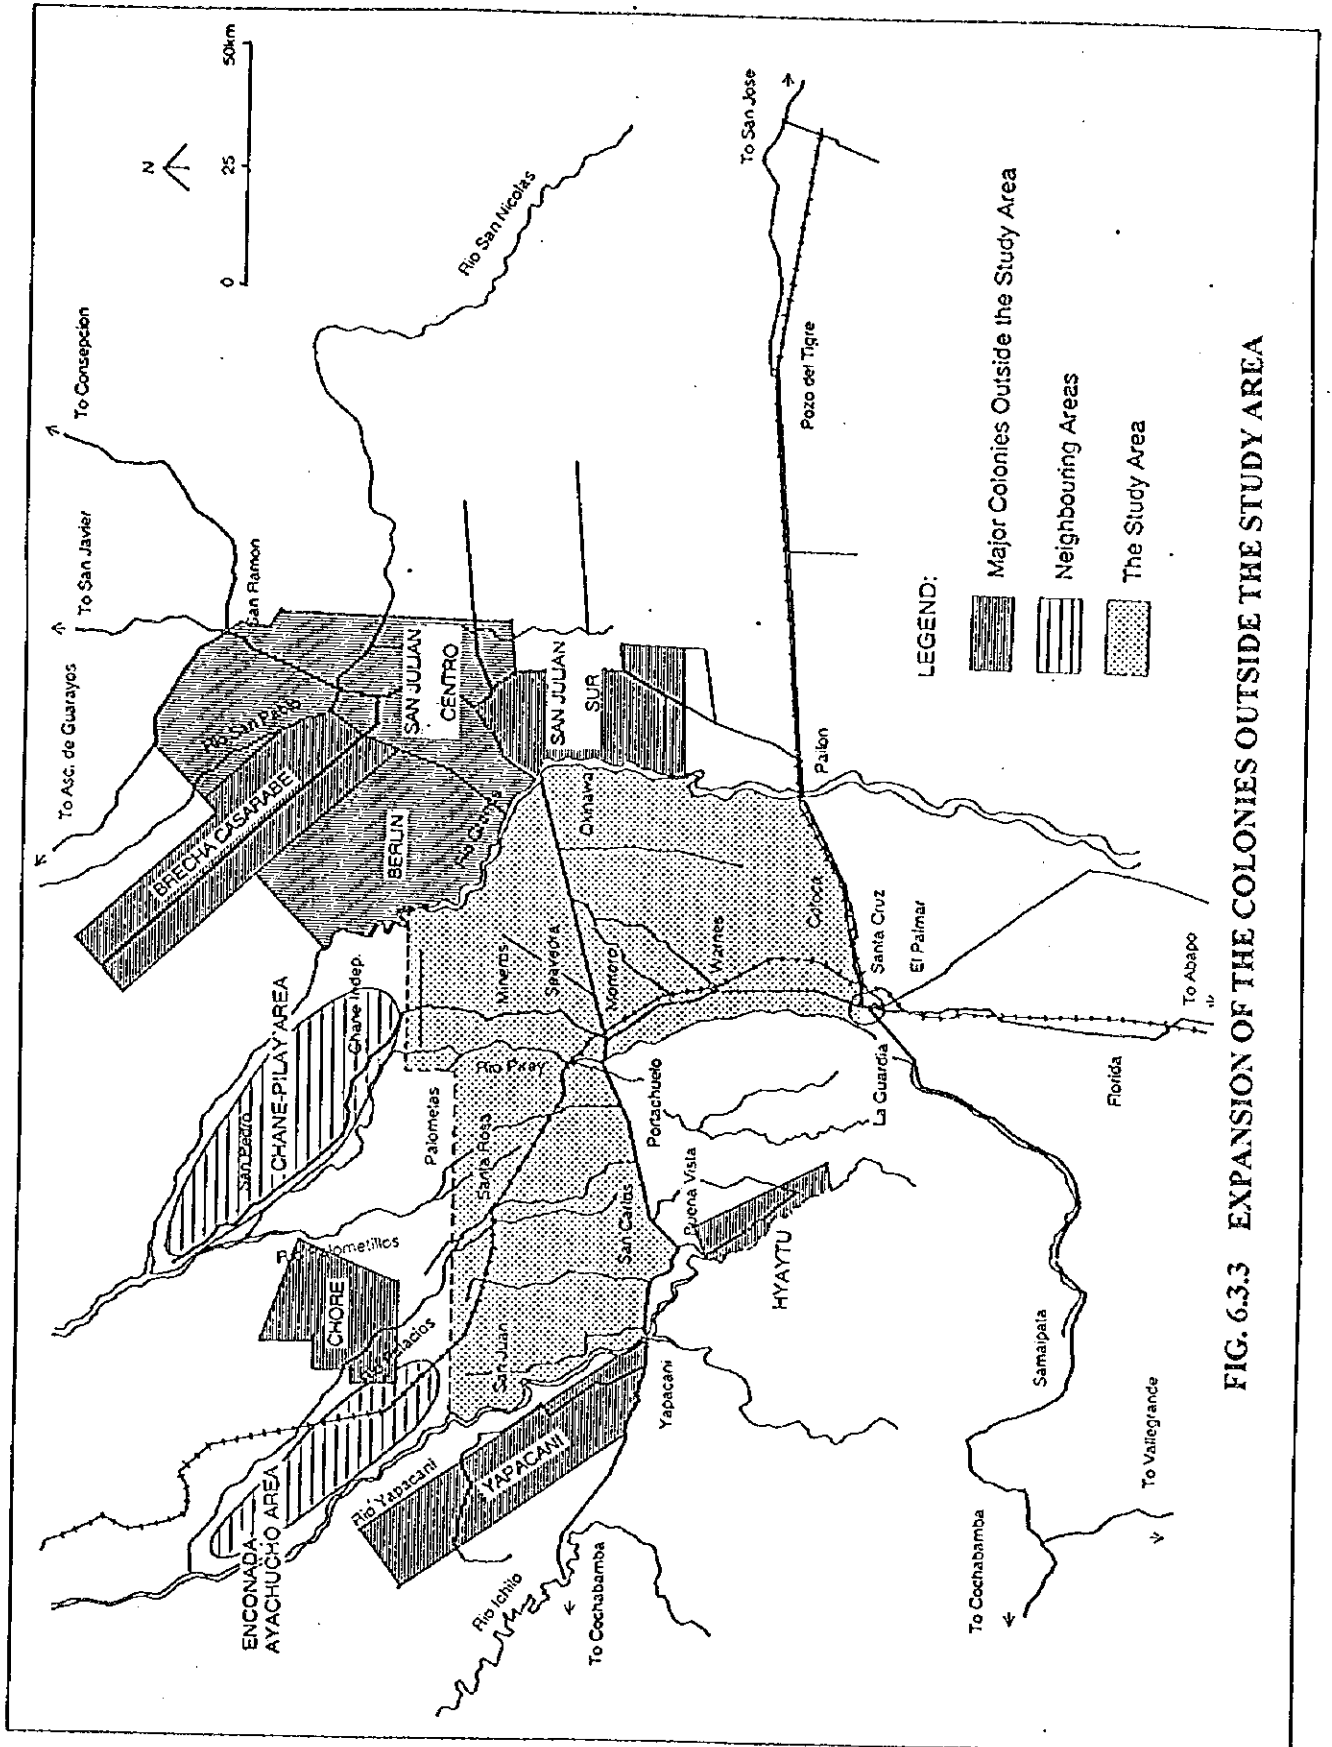 To Consepcion
To San Javier
To Asc. de Guarayos
N
0
25
50km
San Ramon
Rio San Pablo
Rio San Nicolas
BRECHA CASARABE
BERLIN
SAN JULIAN
CENTRO
SAN JULIAN
SUR
CHANE-PILAY AREA
San Pedro
Chane Indep.
ENCONADA
AYACHUCHO AREA
CHORE
Palometas
Rio Yapacani
YAPACANI
Rio Ichilo
To Cochabamba
Yapacani
San Juan
Santa Rosa
San Carlos
Buena Vista
HYAYTU
Portachuelo
Mineros
Montero
Warnes
Okinawa
Cotoca
Pailon
Pozo del Tigre
To San Jose
Santa Cruz
El Palmar
La Guardia
Florida
To Abapo
Samaipata
To Cochabamba
To Vallegrande
LEGEND:
Major Colonies Outside the Study Area
Neighbouring Areas
The Study Area
FIG. 6.3.3 EXPANSION OF THE COLONIES OUTSIDE THE STUDY AREA